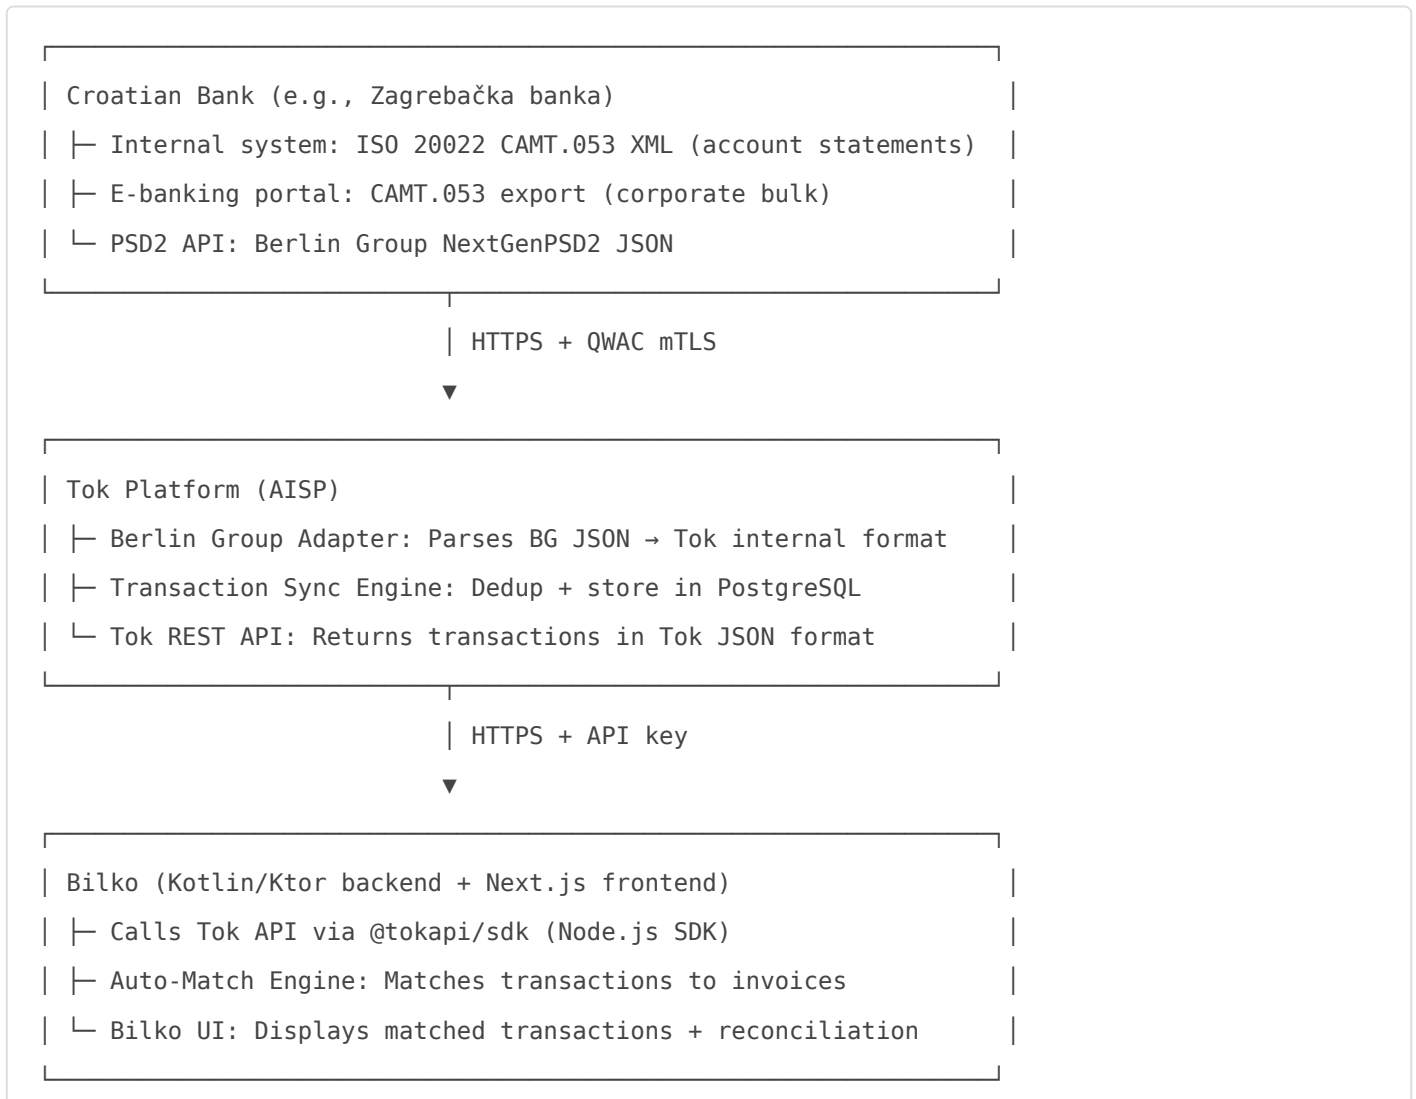 Croatian Bank (e.g., Zagrebačka banka)
├─ Internal system: ISO 20022 CAMT.053 XML (account statements)
├─ E-banking portal: CAMT.053 export (corporate bulk)
└─ PSD2 API: Berlin Group NextGenPSD2 JSON
HTTPS + QWAC mTLS
▼
Tok Platform (AISP)
├─ Berlin Group Adapter: Parses BG JSON → Tok internal format
├─ Transaction Sync Engine: Dedup + store in PostgreSQL
└─ Tok REST API: Returns transactions in Tok JSON format
HTTPS + API key
▼
Bilko (Kotlin/Ktor backend + Next.js frontend)
├─ Calls Tok API via @tokapi/sdk (Node.js SDK)
├─ Auto-Match Engine: Matches transactions to invoices
└─ Bilko UI: Displays matched transactions + reconciliation